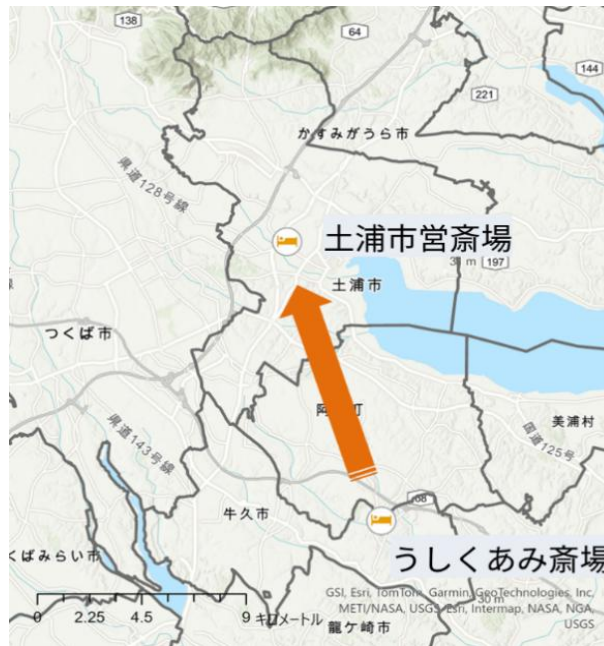 138
64
144
221
かすみがうら市
県道128号線
土浦市営斎場
31 m
197
土浦市
つくば市
県道143号線
美浦村
国道125号
牛久市
68
うしくあみ斎場
くばみらい市
0 2.25 4.5 9 キロメートル
GSI, Esri, TomTom, Garmin, GeoTechnologies, Inc,
METI/NASA, USGS, Esri, Intermap, NASA, NGA,
USGS
30 m
龍ケ崎市